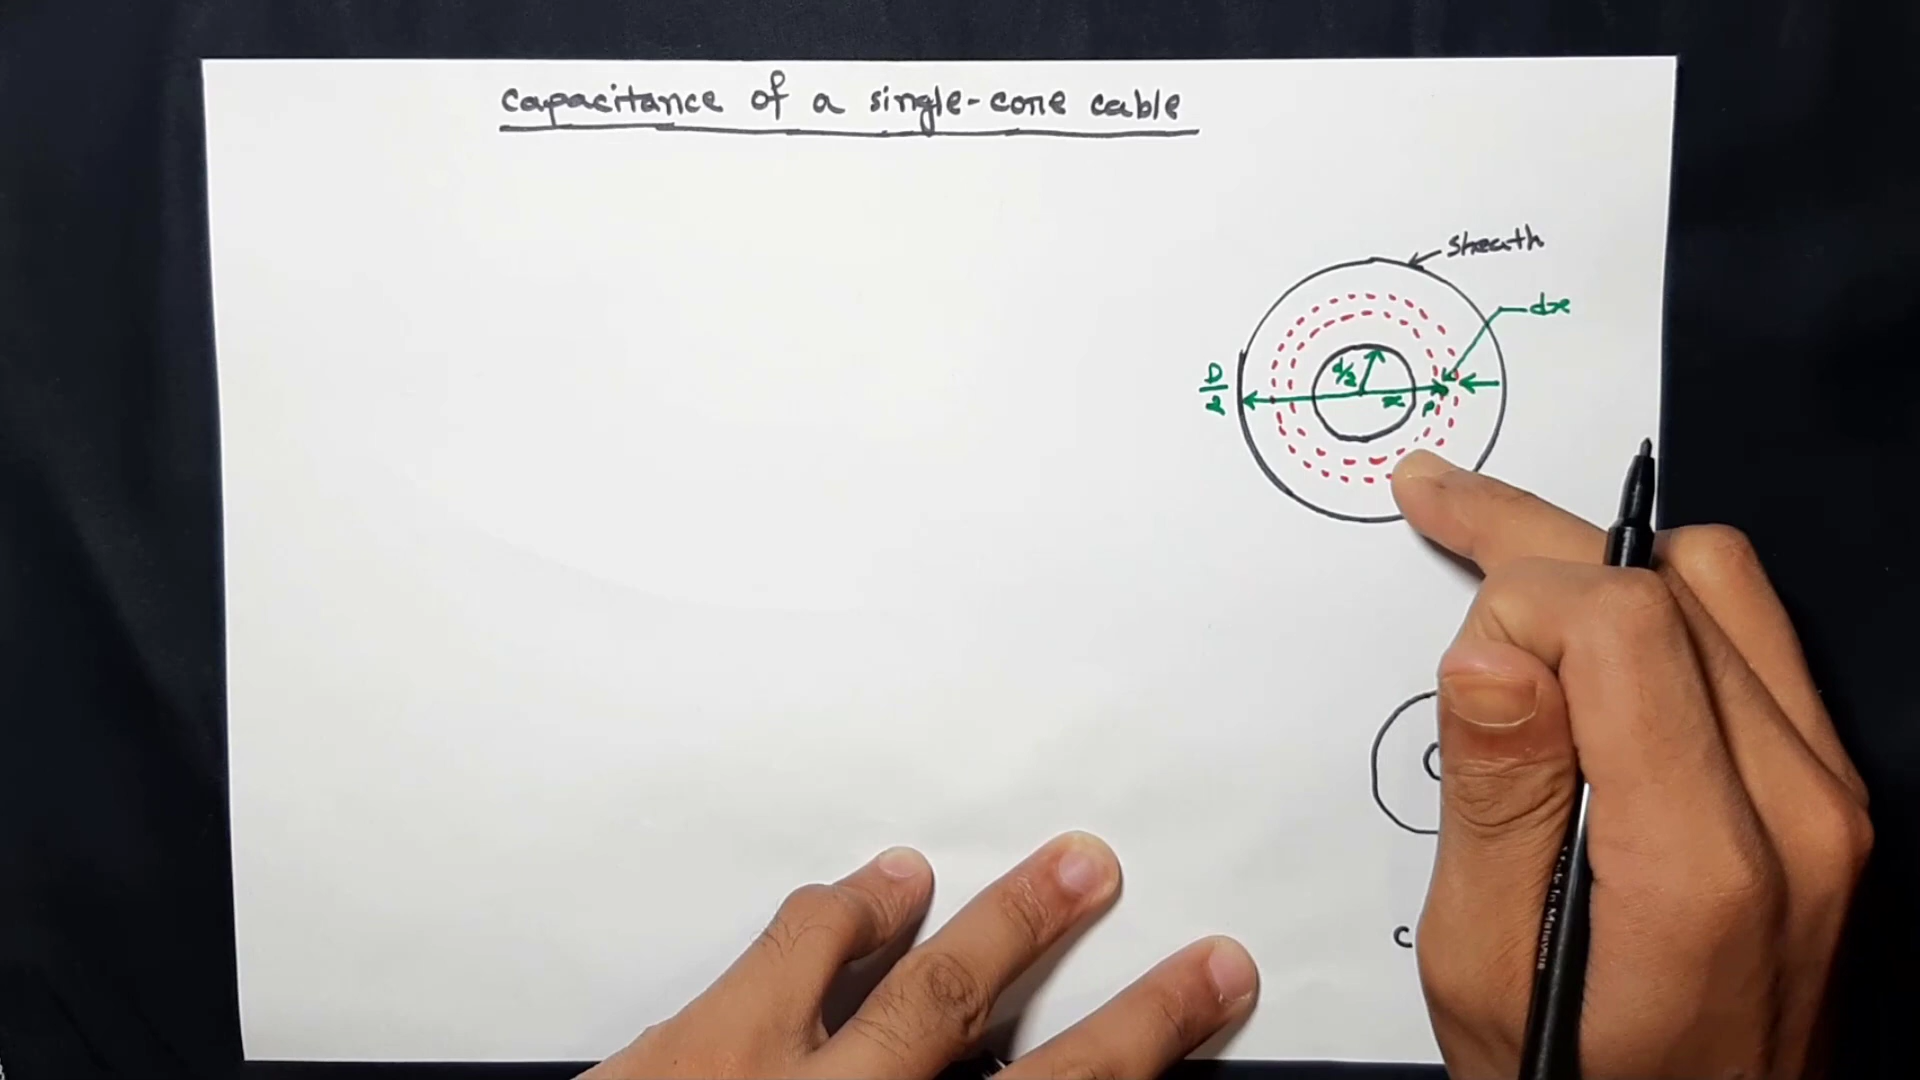 Capacitance of a single-core cable
Sheath
dx
d/2
D/2
x
P
C